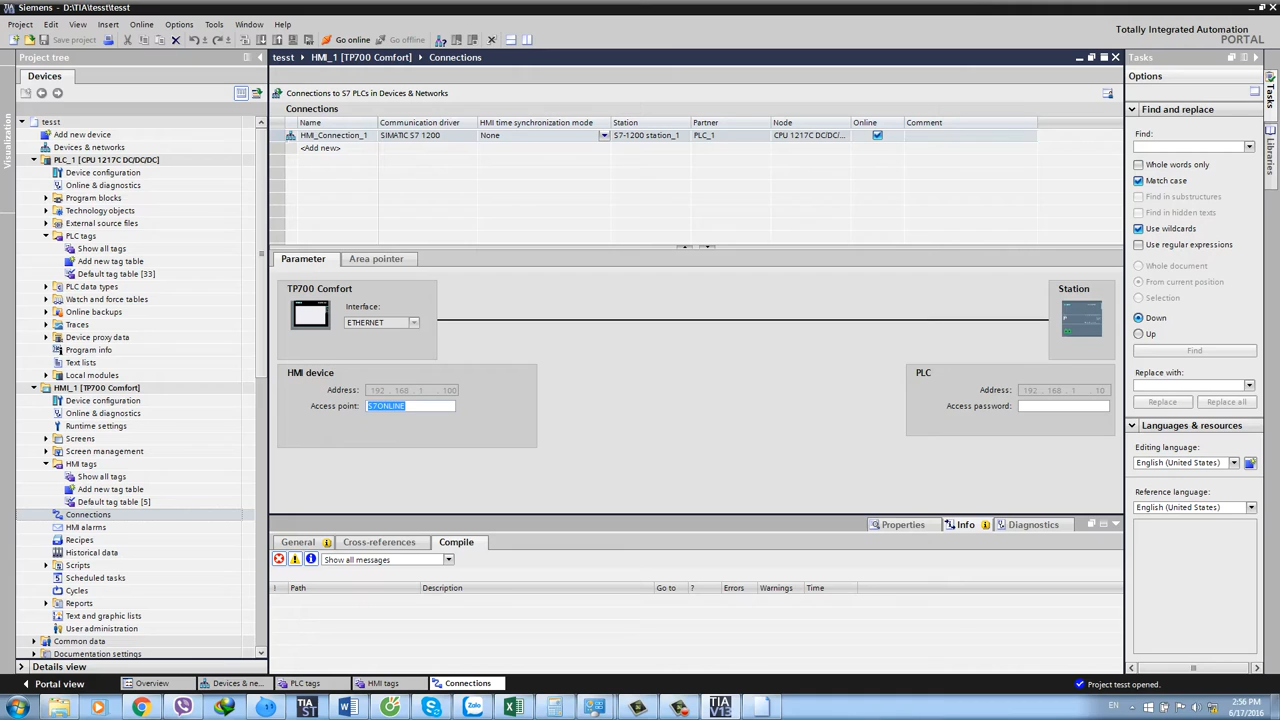 Siemens - D:\TIA\tesst\tesst
Project Edit View Insert Online Options Tools Window Help
Totally Integrated Automation
PORTAL
Save project
Go online
Go offline
Project tree
Devices
tesst
Add new device
Devices & networks
PLC_1 [CPU 1217C DC/DC/DC]
Device configuration
Online & diagnostics
Program blocks
Technology objects
External source files
PLC tags
Show all tags
Add new tag table
Default tag table [33]
PLC data types
Watch and force tables
Online backups
Traces
Device proxy data
Program info
Text lists
Local modules
HMI_1 [TP700 Comfort]
Device configuration
Online & diagnostics
Runtime settings
Screens
Screen management
HMI tags
Show all tags
Add new tag table
Default tag table [5]
Connections
HMI alarms
Recipes
Historical data
Scripts
Scheduled tasks
Cycles
Reports
Text and graphic lists
User administration
Common data
Documentation settings
Details view
Visualization
tesst HMI_1 [TP700 Comfort] Connections
Connections to S7 PLCs in Devices & Networks
Connections
Name Communication driver HMI time synchronization mode Station Partner Node Online Comment
HMI_Connection_1 SIMATIC S7 1200 None S7-1200 station_1 PLC_1 CPU 1217C DC/DC/...
<Add new>
Parameter Area pointer
TP700 Comfort
Interface:
ETHERNET
Station
HMI device
Address: 192 . 168 . 1 . 100
Access point: S7ONLINE
PLC
Address: 192 . 168 . 1 . 10
Access password:
Properties Info Diagnostics
General Cross-references Compile
Show all messages
! Path Description Go to ? Errors Warnings Time
Tasks
Options
Find and replace
Find:
Whole words only
Match case
Find in substructures
Find in hidden texts
Use wildcards
Use regular expressions
Whole document
From current position
Selection
Down
Up
Find
Replace with:
Replace Replace all
Languages & resources
Editing language:
English (United States)
Reference language:
English (United States)
Tasks
Libraries
Portal view Overview Devices & ne... PLC tags HMI tags Connections
Project tesst opened.
EN 2:56 PM
6/17/2016